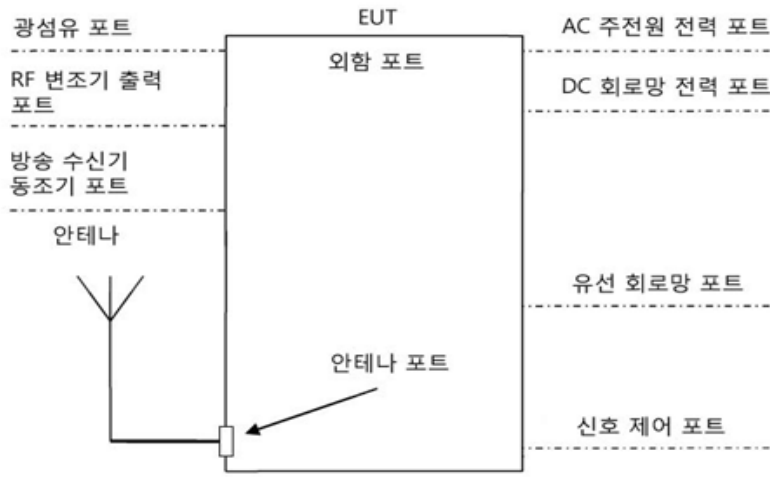 EUT
광섬유 포트
RF 변조기 출력
포트
방송 수신기
동조기 포트
안테나
외함 포트
안테나 포트
AC 주전원 전력 포트
DC 회로망 전력 포트
유선 회로망 포트
신호 제어 포트